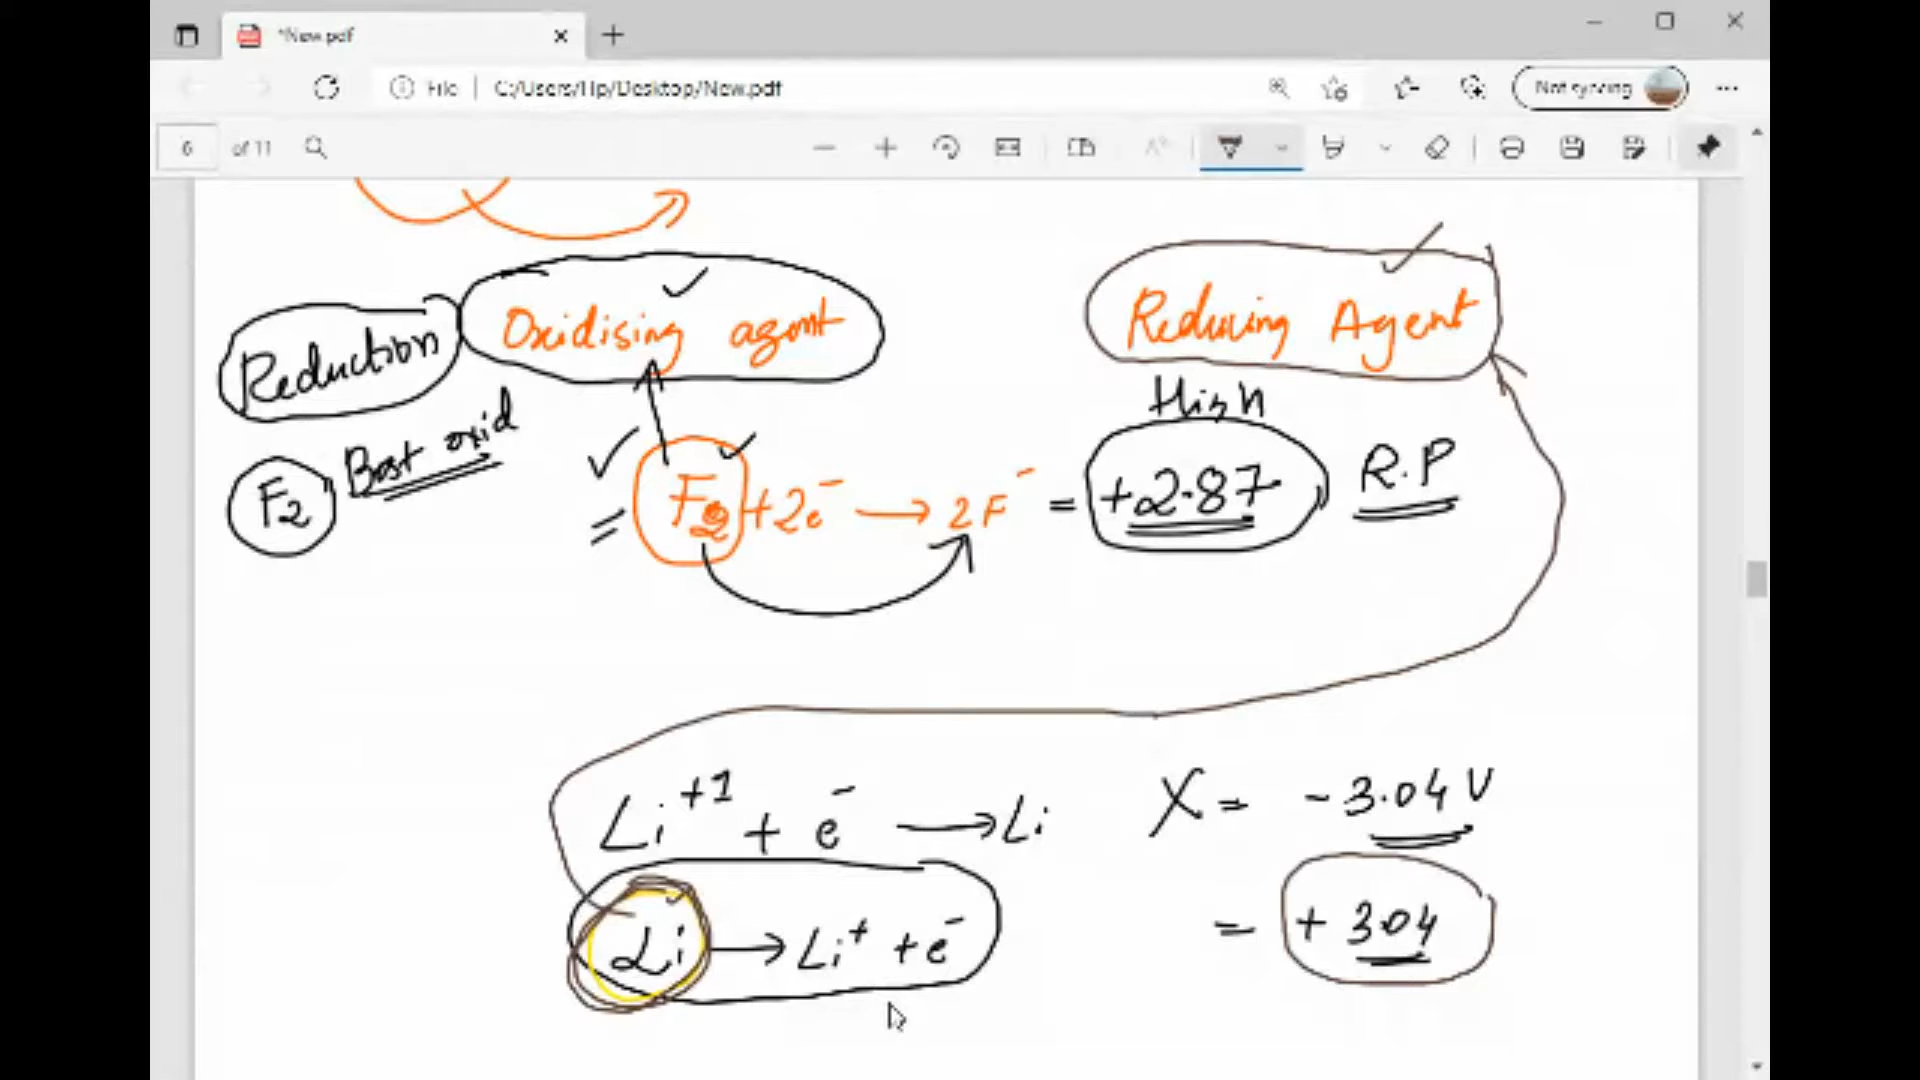 *New.pdf
File
C:/Users/Hp/Desktop/New.pdf
Not syncing
6 of 11
Oxidising agent
Reducing Agent
Reduction
High
F₂ Best oxid
F₂ + 2e⁻ → 2F⁻ = +2.87 R.P
Li⁺¹ + e⁻ → Li X = -3.04 V
Li → Li⁺ + e⁻ = + 3.04